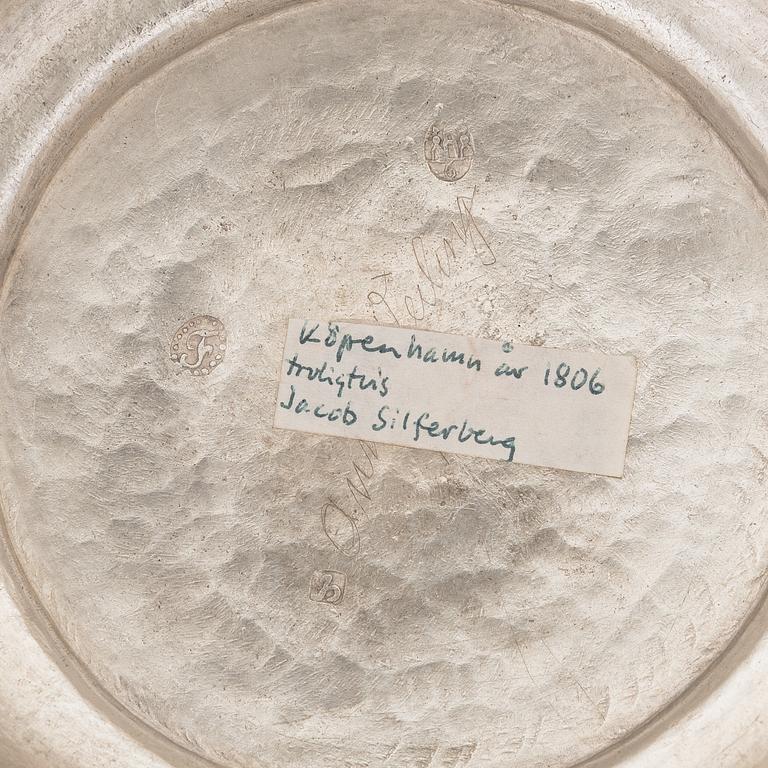 Köpenhamn år 1806
troligtvis
Jacob Silferberg